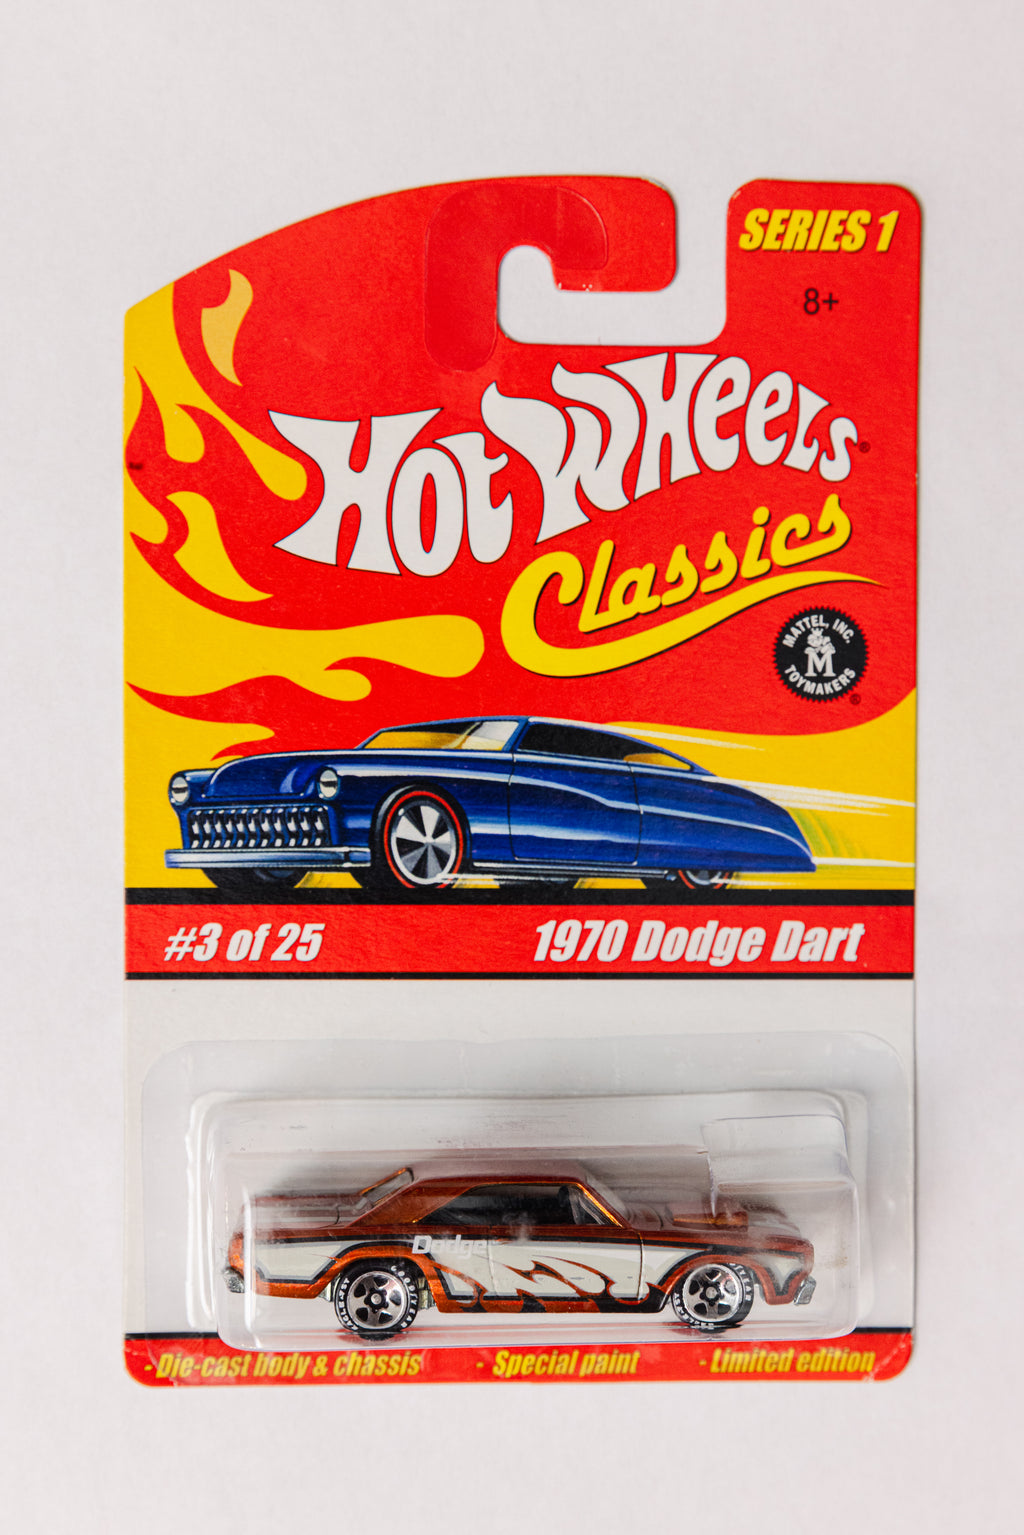 SERIES 1
8+
Hot Wheels®
Classics
MATTEL, INC.
M
TOYMAKERS
®
#3 of 25
1970 Dodge Dart
Dodge
- Die-cast body & chassis - Special paint - Limited edition